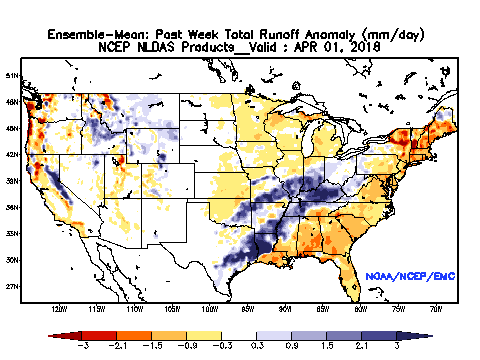 Ensemble-Mean: Past Week Total Runoff Anomaly (mm/day)
NCEP NLDAS Products__Valid : APR 01, 2018
51N
48N
45N
42N
39N
36N
33N
30N
27N
NOAA/NCEP/EMC
120W 115W 110W 105W 100W 95W 90W 85W 80W 75W 70W
-3 -2.1 -1.5 -0.9 -0.3 0.3 0.9 1.5 2.1 3